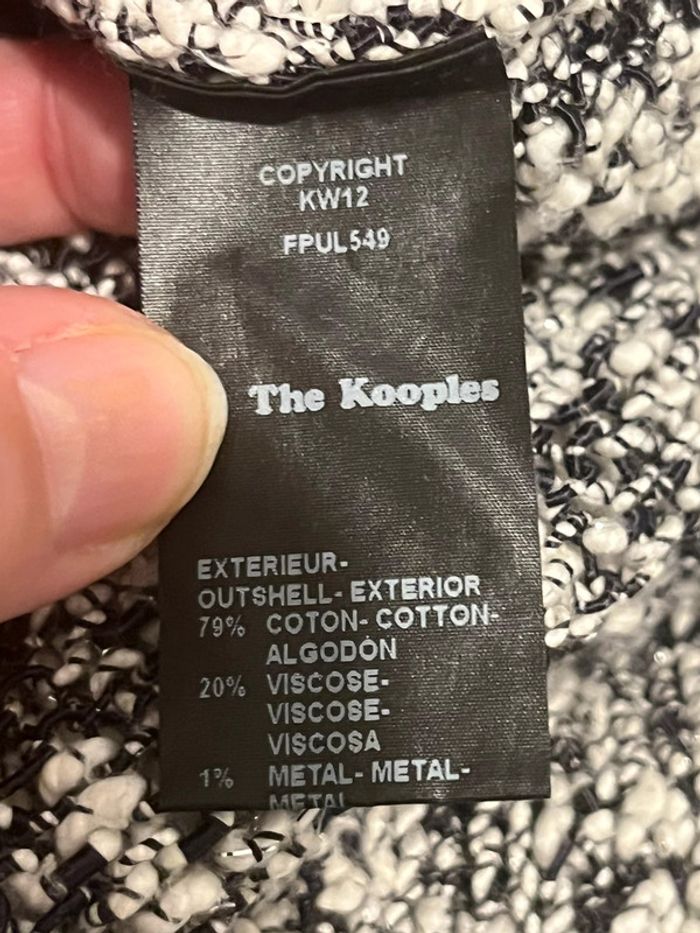 COPYRIGHT
KW12
FPUL549
The Kooples
EXTERIEUR-
OUTSHELL- EXTERIOR
79% COTON- COTTON-
ALGODÓN
20% VISCOSE-
VISCOSE-
VISCOSA
1% METAL- METAL-
METAL